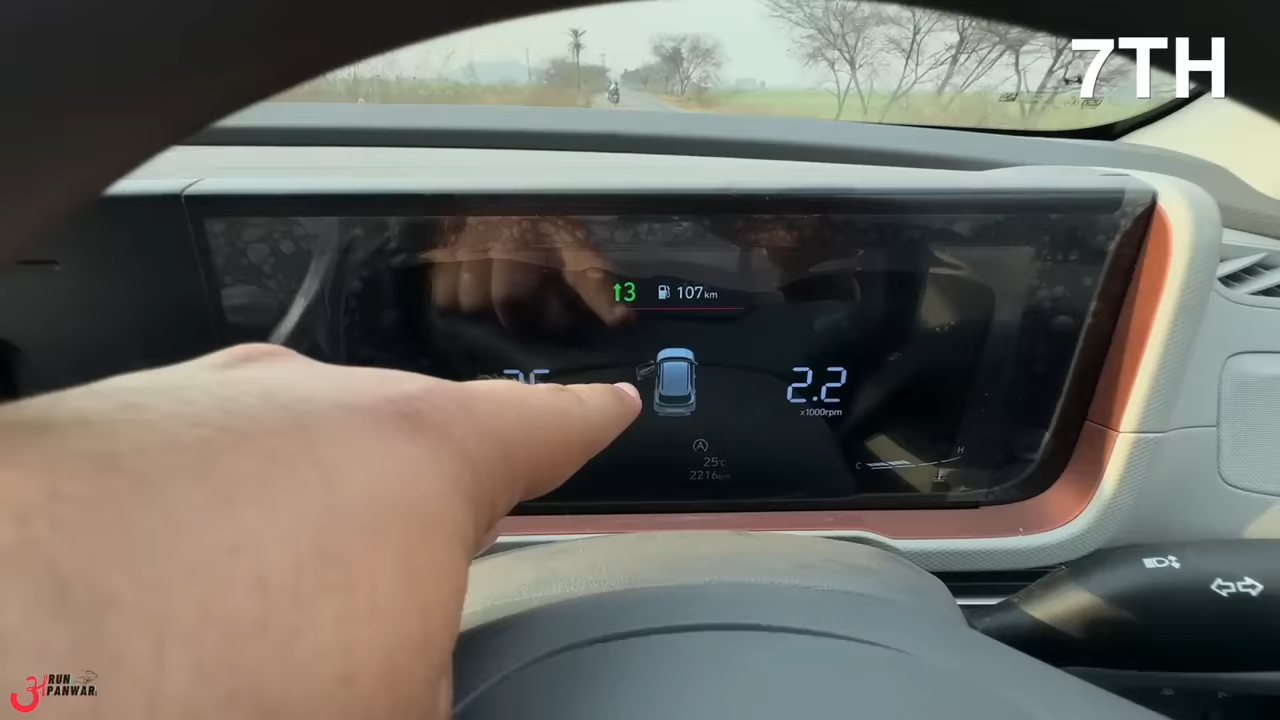 7TH
↑3 107km
2.2
x1000rpm
A
25°C
2216km
C H
RUN
PANWAR